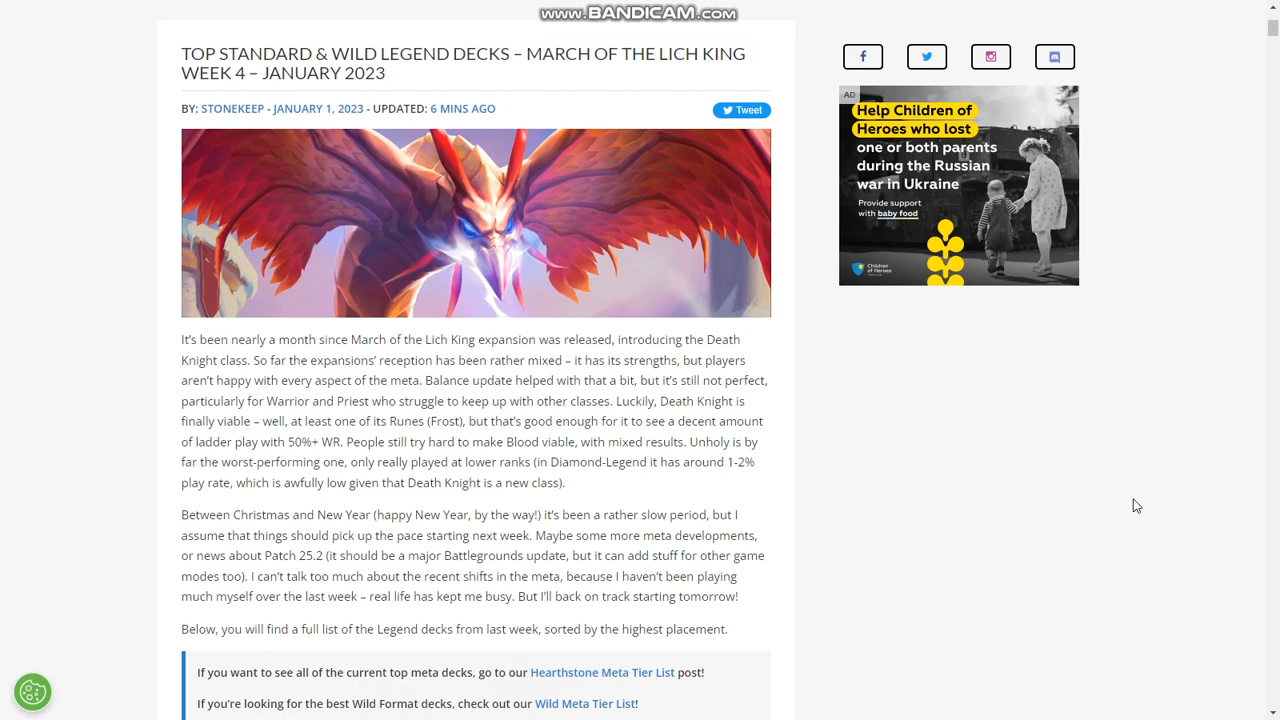 www.BANDICAM.com
TOP STANDARD & WILD LEGEND DECKS – MARCH OF THE LICH KING
WEEK 4 – JANUARY 2023
BY: STONEKEEP - JANUARY 1, 2023 - UPDATED: 6 MINS AGO
Tweet
It's been nearly a month since March of the Lich King expansion was released, introducing the Death
Knight class. So far the expansions' reception has been rather mixed – it has its strengths, but players
aren't happy with every aspect of the meta. Balance update helped with that a bit, but it's still not perfect,
particularly for Warrior and Priest who struggle to keep up with other classes. Luckily, Death Knight is
finally viable – well, at least one of its Runes (Frost), but that's good enough for it to see a decent amount
of ladder play with 50%+ WR. People still try hard to make Blood viable, with mixed results. Unholy is by
far the worst-performing one, only really played at lower ranks (in Diamond-Legend it has around 1-2%
play rate, which is awfully low given that Death Knight is a new class).
Between Christmas and New Year (happy New Year, by the way!) it's been a rather slow period, but I
assume that things should pick up the pace starting next week. Maybe some more meta developments,
or news about Patch 25.2 (it should be a major Battlegrounds update, but it can add stuff for other game
modes too). I can't talk too much about the recent shifts in the meta, because I haven't been playing
much myself over the last week – real life has kept me busy. But I'll back on track starting tomorrow!
Below, you will find a full list of the Legend decks from last week, sorted by the highest placement.
If you want to see all of the current top meta decks, go to our Hearthstone Meta Tier List post!
If you're looking for the best Wild Format decks, check out our Wild Meta Tier List!
AD
Help Children of
Heroes who lost
one or both parents
during the Russian
war in Ukraine
Provide support
with baby food
Children
of Heroes